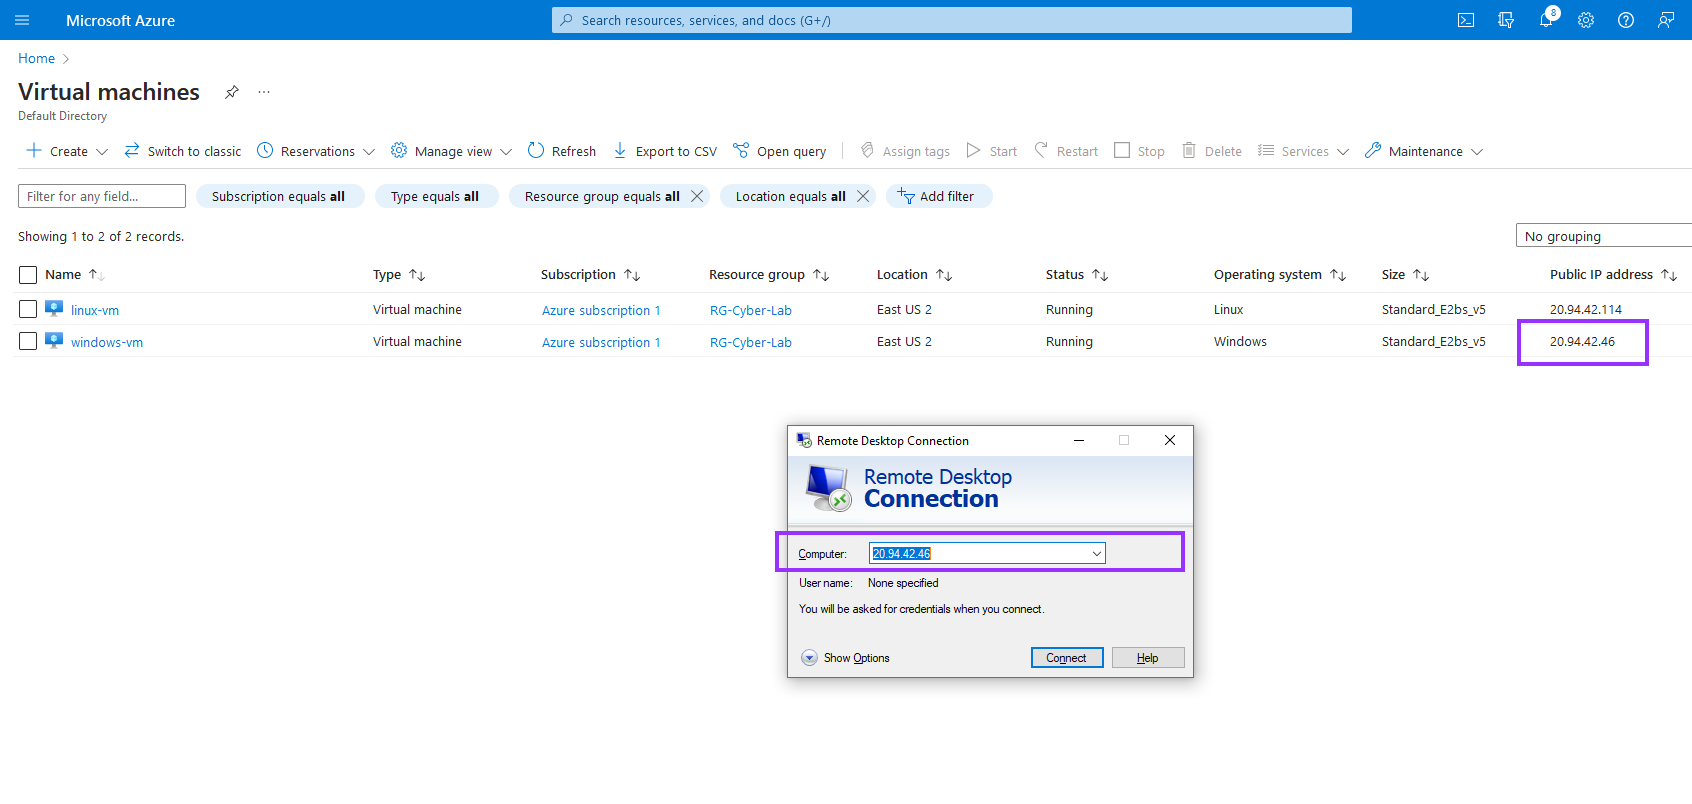 Microsoft Azure
Search resources, services, and docs (G+/)
8
Home
Virtual machines
Default Directory
Create Switch to classic Reservations Manage view Refresh Export to CSV Open query Assign tags Start Restart Stop Delete Services Maintenance
Filter for any field... Subscription equals all Type equals all Resource group equals all Location equals all Add filter
Showing 1 to 2 of 2 records. No grouping
Name Type Subscription Resource group Location Status Operating system Size Public IP address
linux-vm Virtual machine Azure subscription 1 RG-Cyber-Lab East US 2 Running Linux Standard_E2bs_v5 20.94.42.114
windows-vm Virtual machine Azure subscription 1 RG-Cyber-Lab East US 2 Running Windows Standard_E2bs_v5 20.94.42.46
Remote Desktop Connection
Remote Desktop
Connection
Computer: 20.94.42.46
User name: None specified
You will be asked for credentials when you connect.
Show Options Connect Help